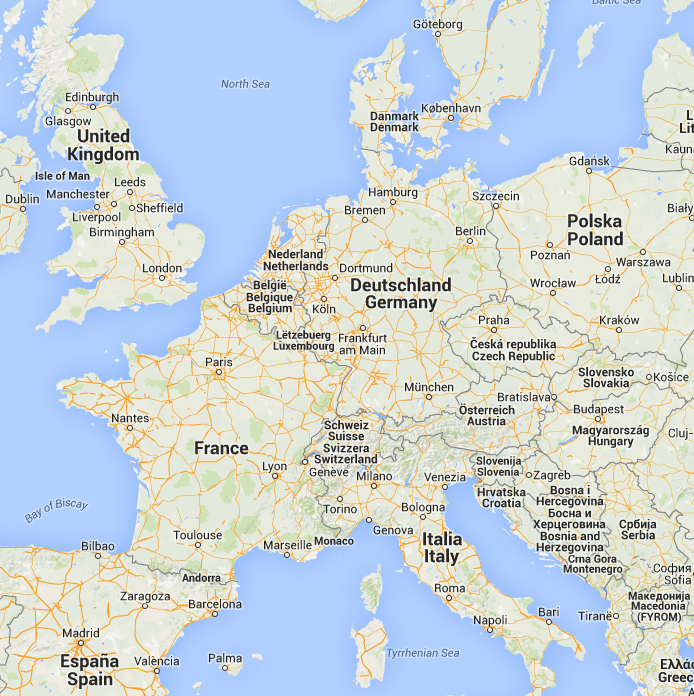 Baltic Sea
Göteborg
North Sea
Edinburgh
Glasgow
United
Kingdom
Danmark
Denmark
København
Isle of Man
Leeds
Manchester
Sheffield
Liverpool
Birmingham
Dublin
London
Hamburg
Bremen
Szczecin
Gdańsk
Berlin
Polska
Poland
Poznań
Warszawa
Łódź
Wrocław
Lublin
Kraków
Nederland
Netherlands
Dortmund
België
Belgique
Belgium
Köln
Deutschland
Germany
Lëtzebuerg
Luxembourg
Frankfurt
am Main
Praha
Česká republika
Czech Republic
Paris
München
Slovensko
Slovakia
Košice
Bratislava
Österreich
Austria
Budapest
Magyarország
Hungary
Cluj-
Nantes
France
Schweiz
Suisse
Svizzera
Switzerland
Lyon
Geneve
Milano
Venezia
Slovenija
Slovenia
Zagreb
Hrvatska
Croatia
Bosna i
Hercegovina
Босна и
Херцеговина
Bosnia and
Herzegovina
Србија
Serbia
Crna Gora
Montenegro
София
Sofia
Македонија
Macedonia
(FYROM)
Torino
Bologna
Genova
Monaco
Marseille
Toulouse
Bay of Biscay
Bilbao
Andorra
Zaragoza
Barcelona
Madrid
España
Spain
València
Palma
Italia
Italy
Roma
Napoli
Bari
Tiranë
Tyrrhenian Sea
Greec